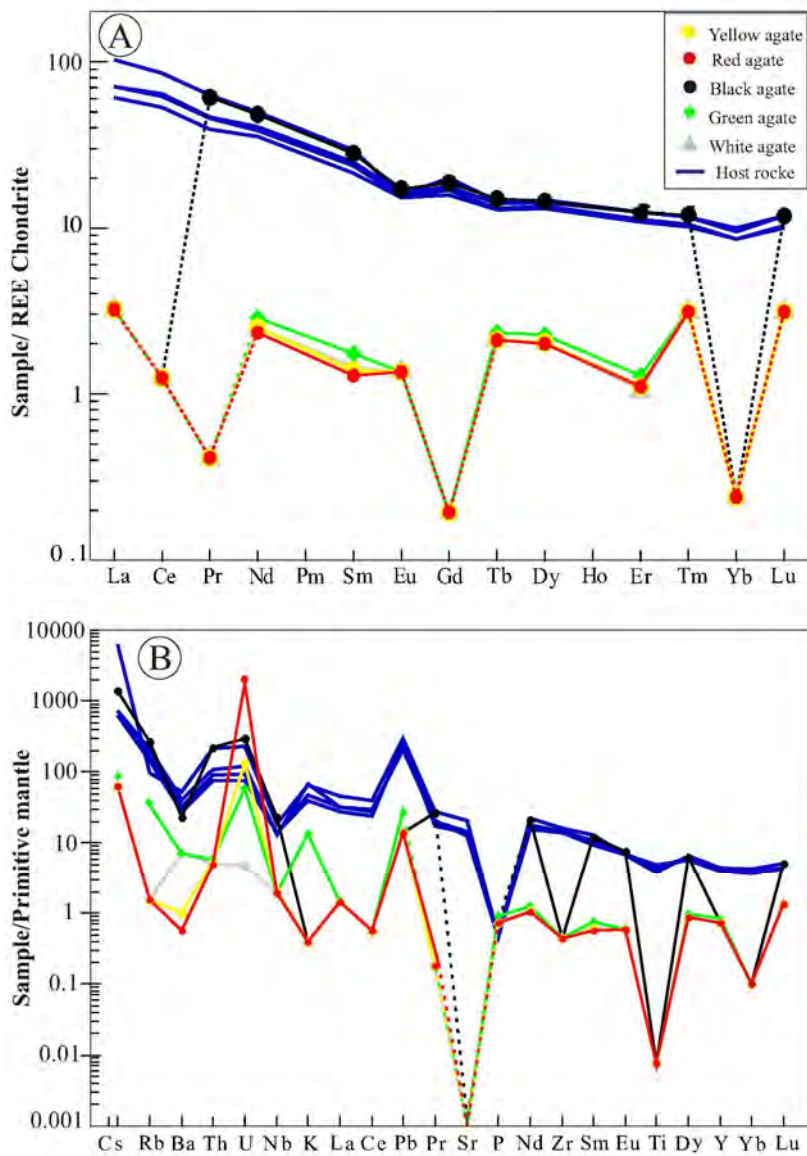 A
Sample/ REE Chondrite
100
10
1
0.1
La Ce Pr Nd Pm Sm Eu Gd Tb Dy Ho Er Tm Yb Lu
Yellow agate
Red agate
Black agate
Green agate
White agate
Host rocke
B
Sample/Primitive mantle
10000
1000
100
10
1
0.1
0.01
0.001
Cs Rb Ba Th U Nb K La Ce Pb Pr Sr P Nd Zr Sm Eu Ti Dy Y Yb Lu